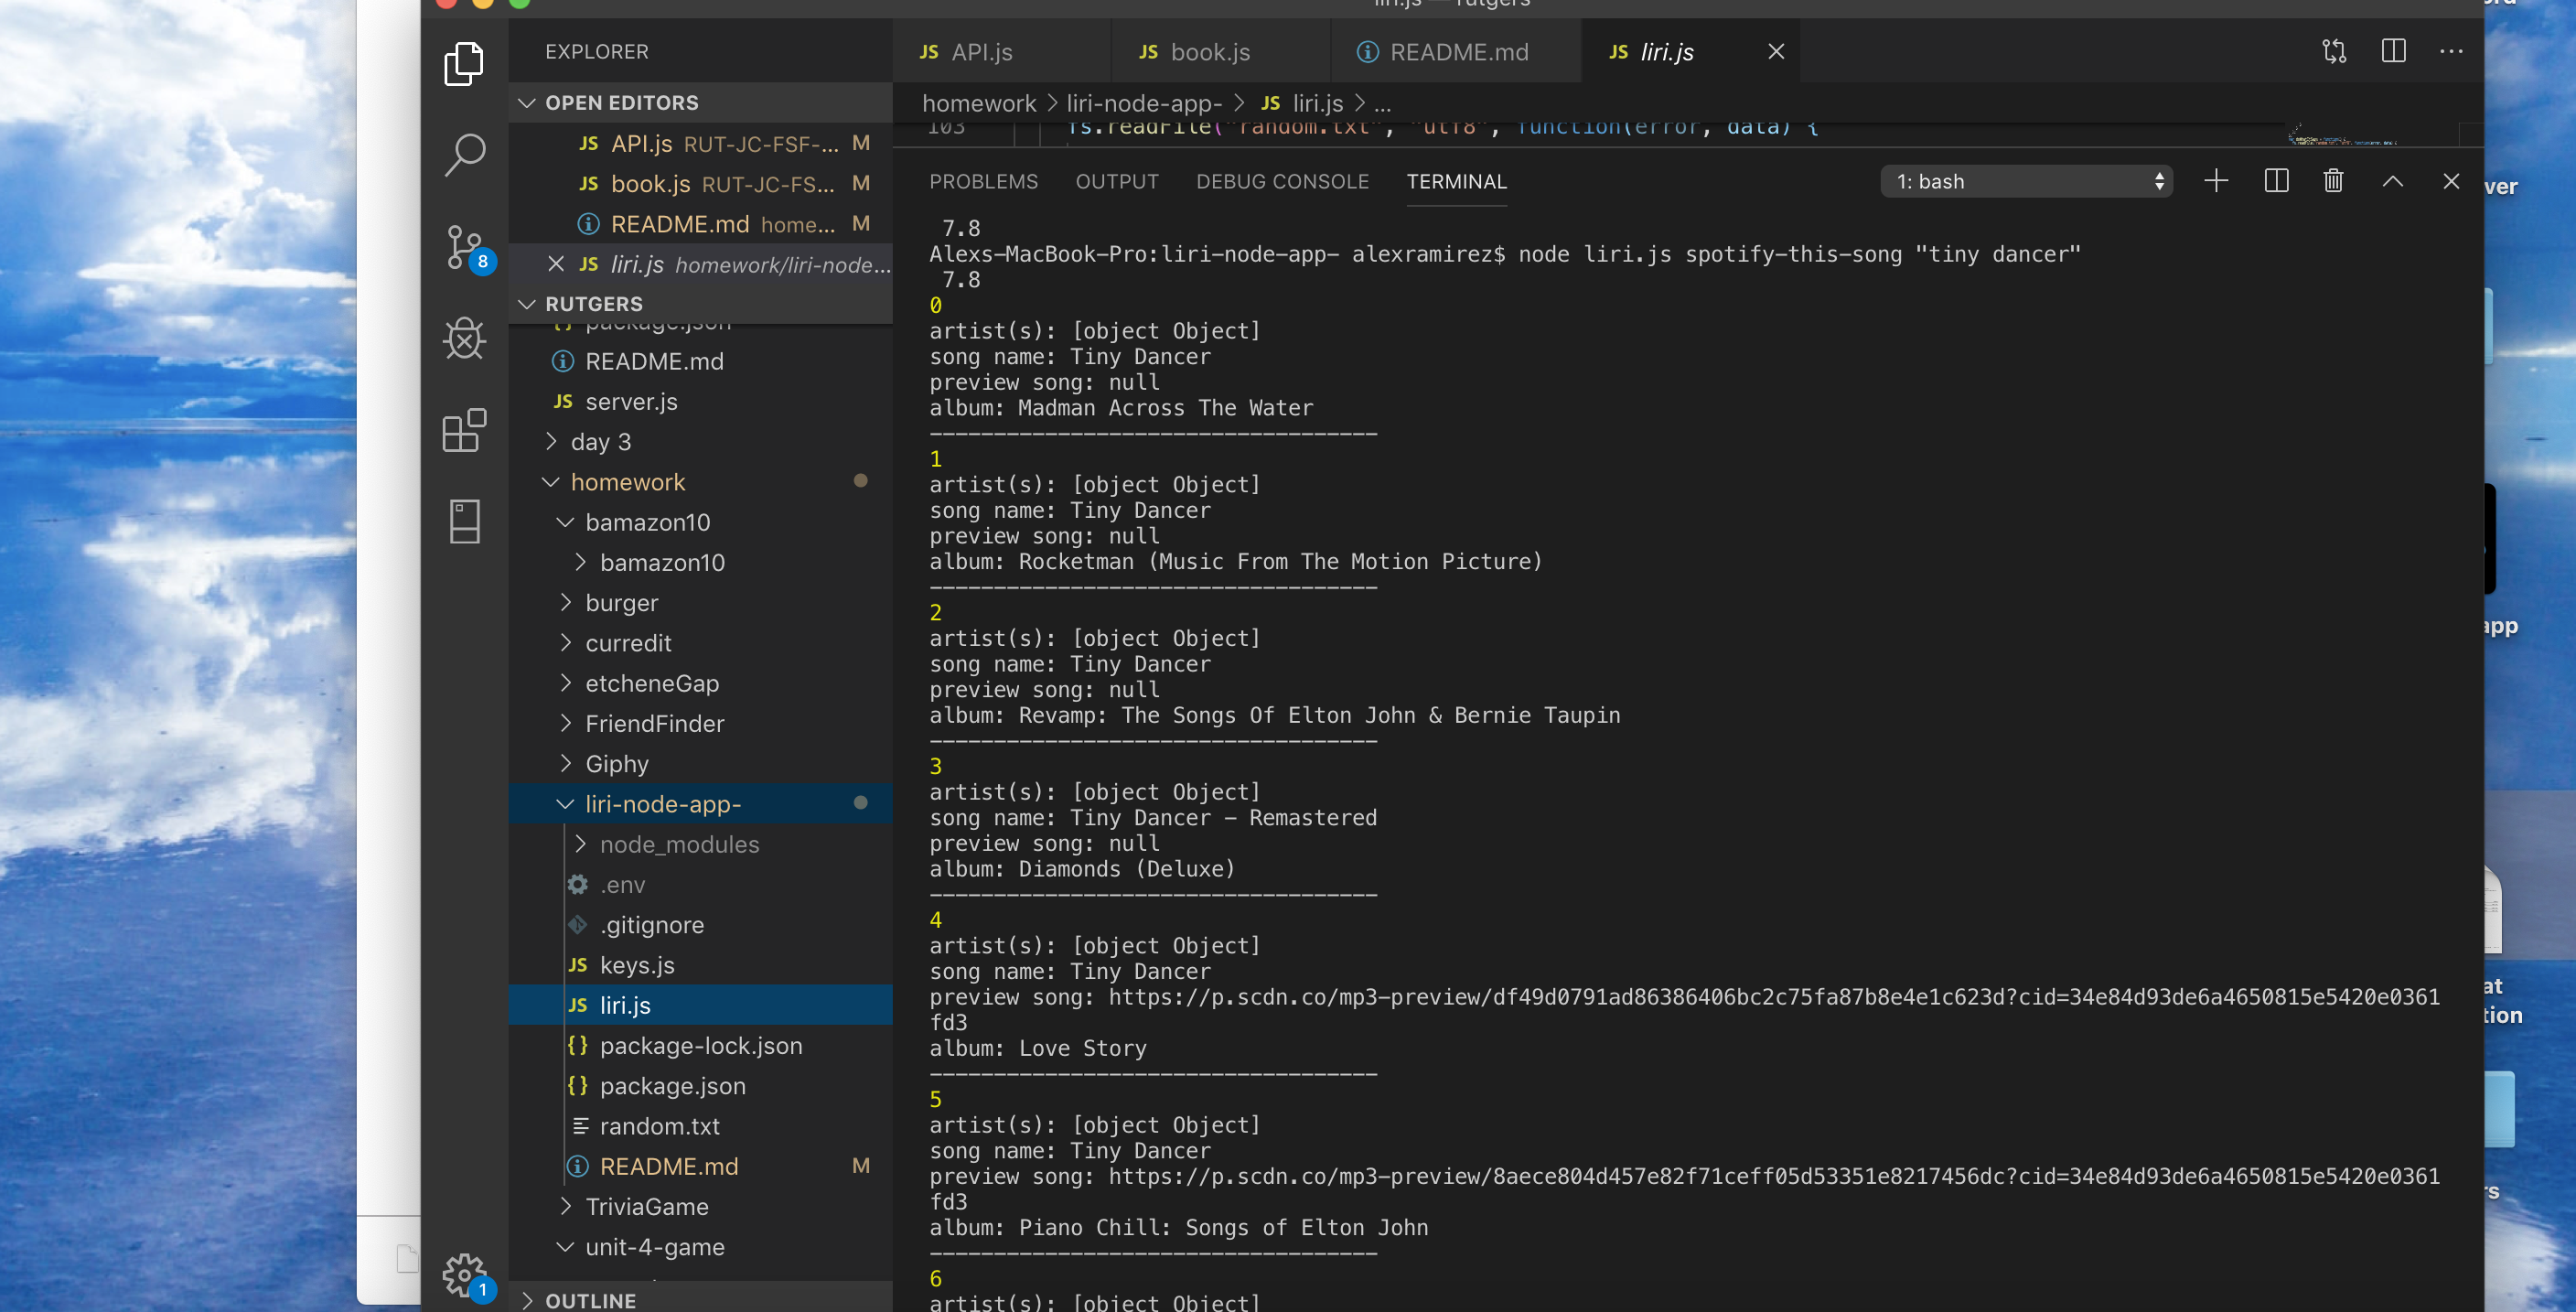 liri.js — rutgers
EXPLORER
OPEN EDITORS
JS API.js RUT-JC-FSF-... M
JS book.js RUT-JC-FS... M
README.md home... M
JS liri.js homework/liri-node...
8
RUTGERS
package.json
README.md
JS server.js
day 3
homework
bamazon10
bamazon10
burger
curredit
etcheneGap
FriendFinder
Giphy
liri-node-app-
node_modules
.env
.gitignore
JS keys.js
JS liri.js
{} package-lock.json
{} package.json
random.txt
README.md M
TriviaGame
unit-4-game
1
OUTLINE
JS API.js JS book.js README.md JS liri.js
homework > liri-node-app- > JS liri.js > ...
103 fs.readFile("random.txt", "utf8", function(error, data) {
PROBLEMS OUTPUT DEBUG CONSOLE TERMINAL 1: bash
7.8
Alexs-MacBook-Pro:liri-node-app- alexramirez$ node liri.js spotify-this-song "tiny dancer"
7.8
0
artist(s): [object Object]
song name: Tiny Dancer
preview song: null
album: Madman Across The Water
-----------------------------------
1
artist(s): [object Object]
song name: Tiny Dancer
preview song: null
album: Rocketman (Music From The Motion Picture)
-----------------------------------
2
artist(s): [object Object]
song name: Tiny Dancer
preview song: null
album: Revamp: The Songs Of Elton John & Bernie Taupin
-----------------------------------
3
artist(s): [object Object]
song name: Tiny Dancer - Remastered
preview song: null
album: Diamonds (Deluxe)
-----------------------------------
4
artist(s): [object Object]
song name: Tiny Dancer
preview song: https://p.scdn.co/mp3-preview/df49d0791ad86386406bc2c75fa87b8e4e1c623d?cid=34e84d93de6a4650815e5420e0361
fd3
album: Love Story
-----------------------------------
5
artist(s): [object Object]
song name: Tiny Dancer
preview song: https://p.scdn.co/mp3-preview/8aece804d457e82f71ceff05d53351e8217456dc?cid=34e84d93de6a4650815e5420e0361
fd3
album: Piano Chill: Songs of Elton John
-----------------------------------
6
artist(s): [object Object]
ver
app
at
tion
rs